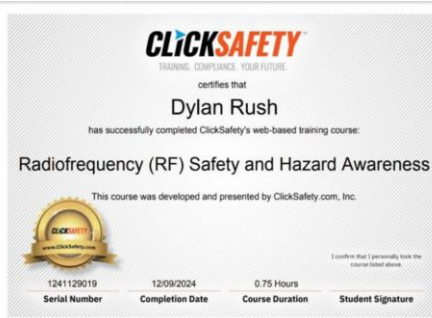 CLICKSAFETY
TRAINING. COMPLIANCE. YOUR FUTURE.
certifies that
Dylan Rush
has successfully completed ClickSafety's web-based training course:
Radiofrequency (RF) Safety and Hazard Awareness
This course was developed and presented by ClickSafety.com, Inc.
CLICKSAFETY
www.ClickSafety.com
I confirm that I personally took the
course listed above.
1241129019 12/09/2024 0.75 Hours
Serial Number Completion Date Course Duration Student Signature